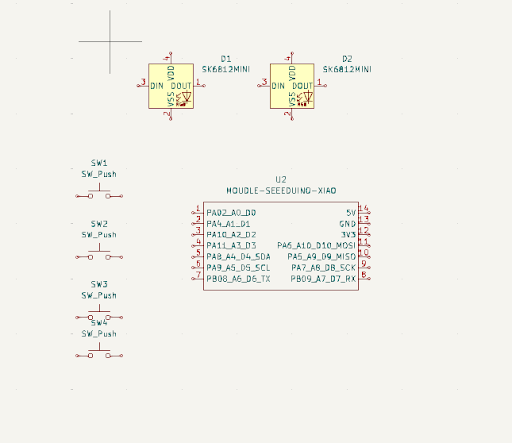 D1
SK6812MINI
D2
SK6812MINI
4
VDD
3
DIN
DOUT
1
VSS
2
4
VDD
3
DIN
DOUT
1
VSS
2
SW1
SW_Push
SW2
SW_Push
SW3
SW_Push
SW4
SW_Push
U2
MOUDLE-SEEEDUINO-XIAO
1 PA02_A0_D0 5V 14
2 PA4_A1_D1 GND 13
3 PA10_A2_D2 3V3 12
4 PA11_A3_D3 PA6_A10_D10_MOSI 11
5 PA8_A4_D4_SDA PA5_A9_D9_MISO 10
6 PA9_A5_D5_SCL PA7_A8_D8_SCK 9
7 PB08_A6_D6_TX PB09_A7_D7_RX 8